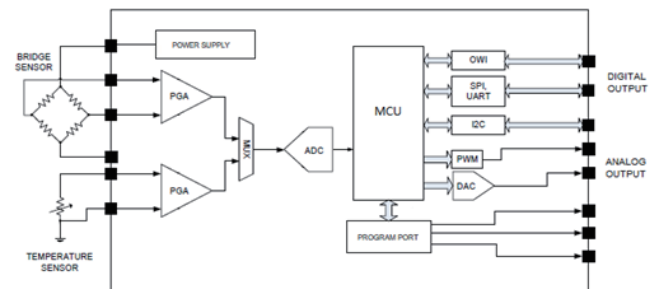 POWER SUPPLY
BRIDGE
SENSOR
PGA
MUX
ADC
MCU
OWI
SPI,
UART
I2C
PWM
DAC
DIGITAL
OUTPUT
ANALOG
OUTPUT
PGA
PROGRAM PORT
TEMPERATURE
SENSOR